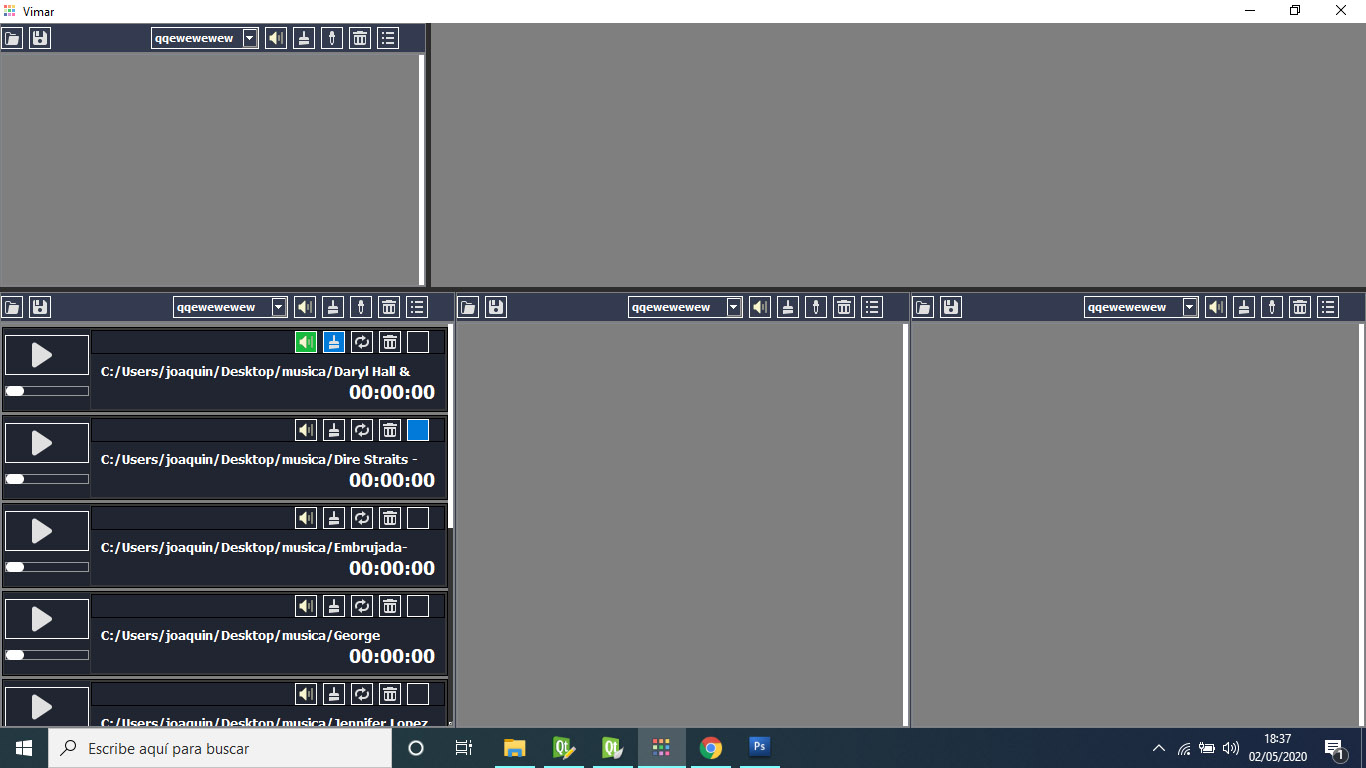 Vimar
qqewewewew
qqewewewew
qqewewewew
qqewewewew
C:/Users/joaquin/Desktop/musica/Daryl Hall &
00:00:00
C:/Users/joaquin/Desktop/musica/Dire Straits -
00:00:00
C:/Users/joaquin/Desktop/musica/Embrujada-
00:00:00
C:/Users/joaquin/Desktop/musica/George
00:00:00
C:/Users/joaquin/Desktop/musica/Jennifer Lopez
Escribe aquí para buscar
Qt
Qt
Ps
18:37
02/05/2020
1